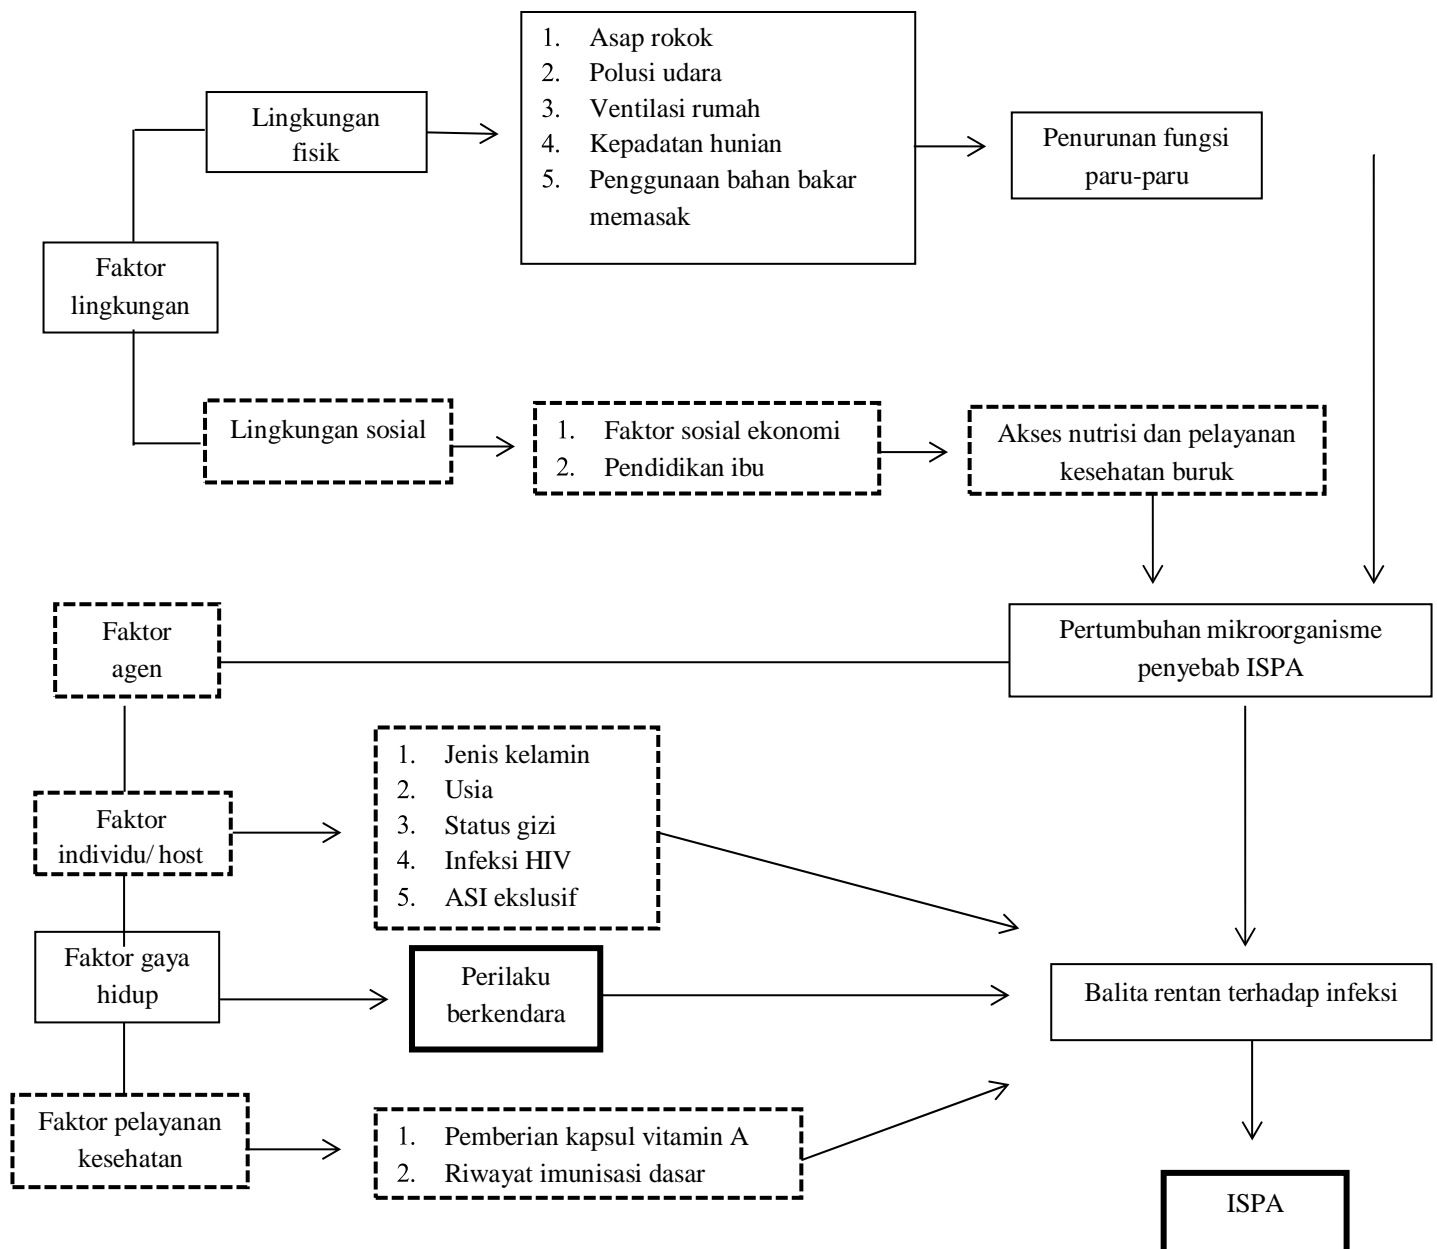 1. Asap rokok
2. Polusi udara
3. Ventilasi rumah
4. Kepadatan hunian
5. Penggunaan bahan bakar
memasak
Lingkungan
fisik
Penurunan fungsi
paru-paru
Faktor
lingkungan
Lingkungan sosial
1. Faktor sosial ekonomi
2. Pendidikan ibu
Akses nutrisi dan pelayanan
kesehatan buruk
Faktor
agen
Pertumbuhan mikroorganisme
penyebab ISPA
1. Jenis kelamin
2. Usia
3. Status gizi
4. Infeksi HIV
5. ASI ekslusif
Faktor
individu/ host
Faktor gaya
hidup
Perilaku
berkendara
Balita rentan terhadap infeksi
Faktor pelayanan
kesehatan
1. Pemberian kapsul vitamin A
2. Riwayat imunisasi dasar
ISPA